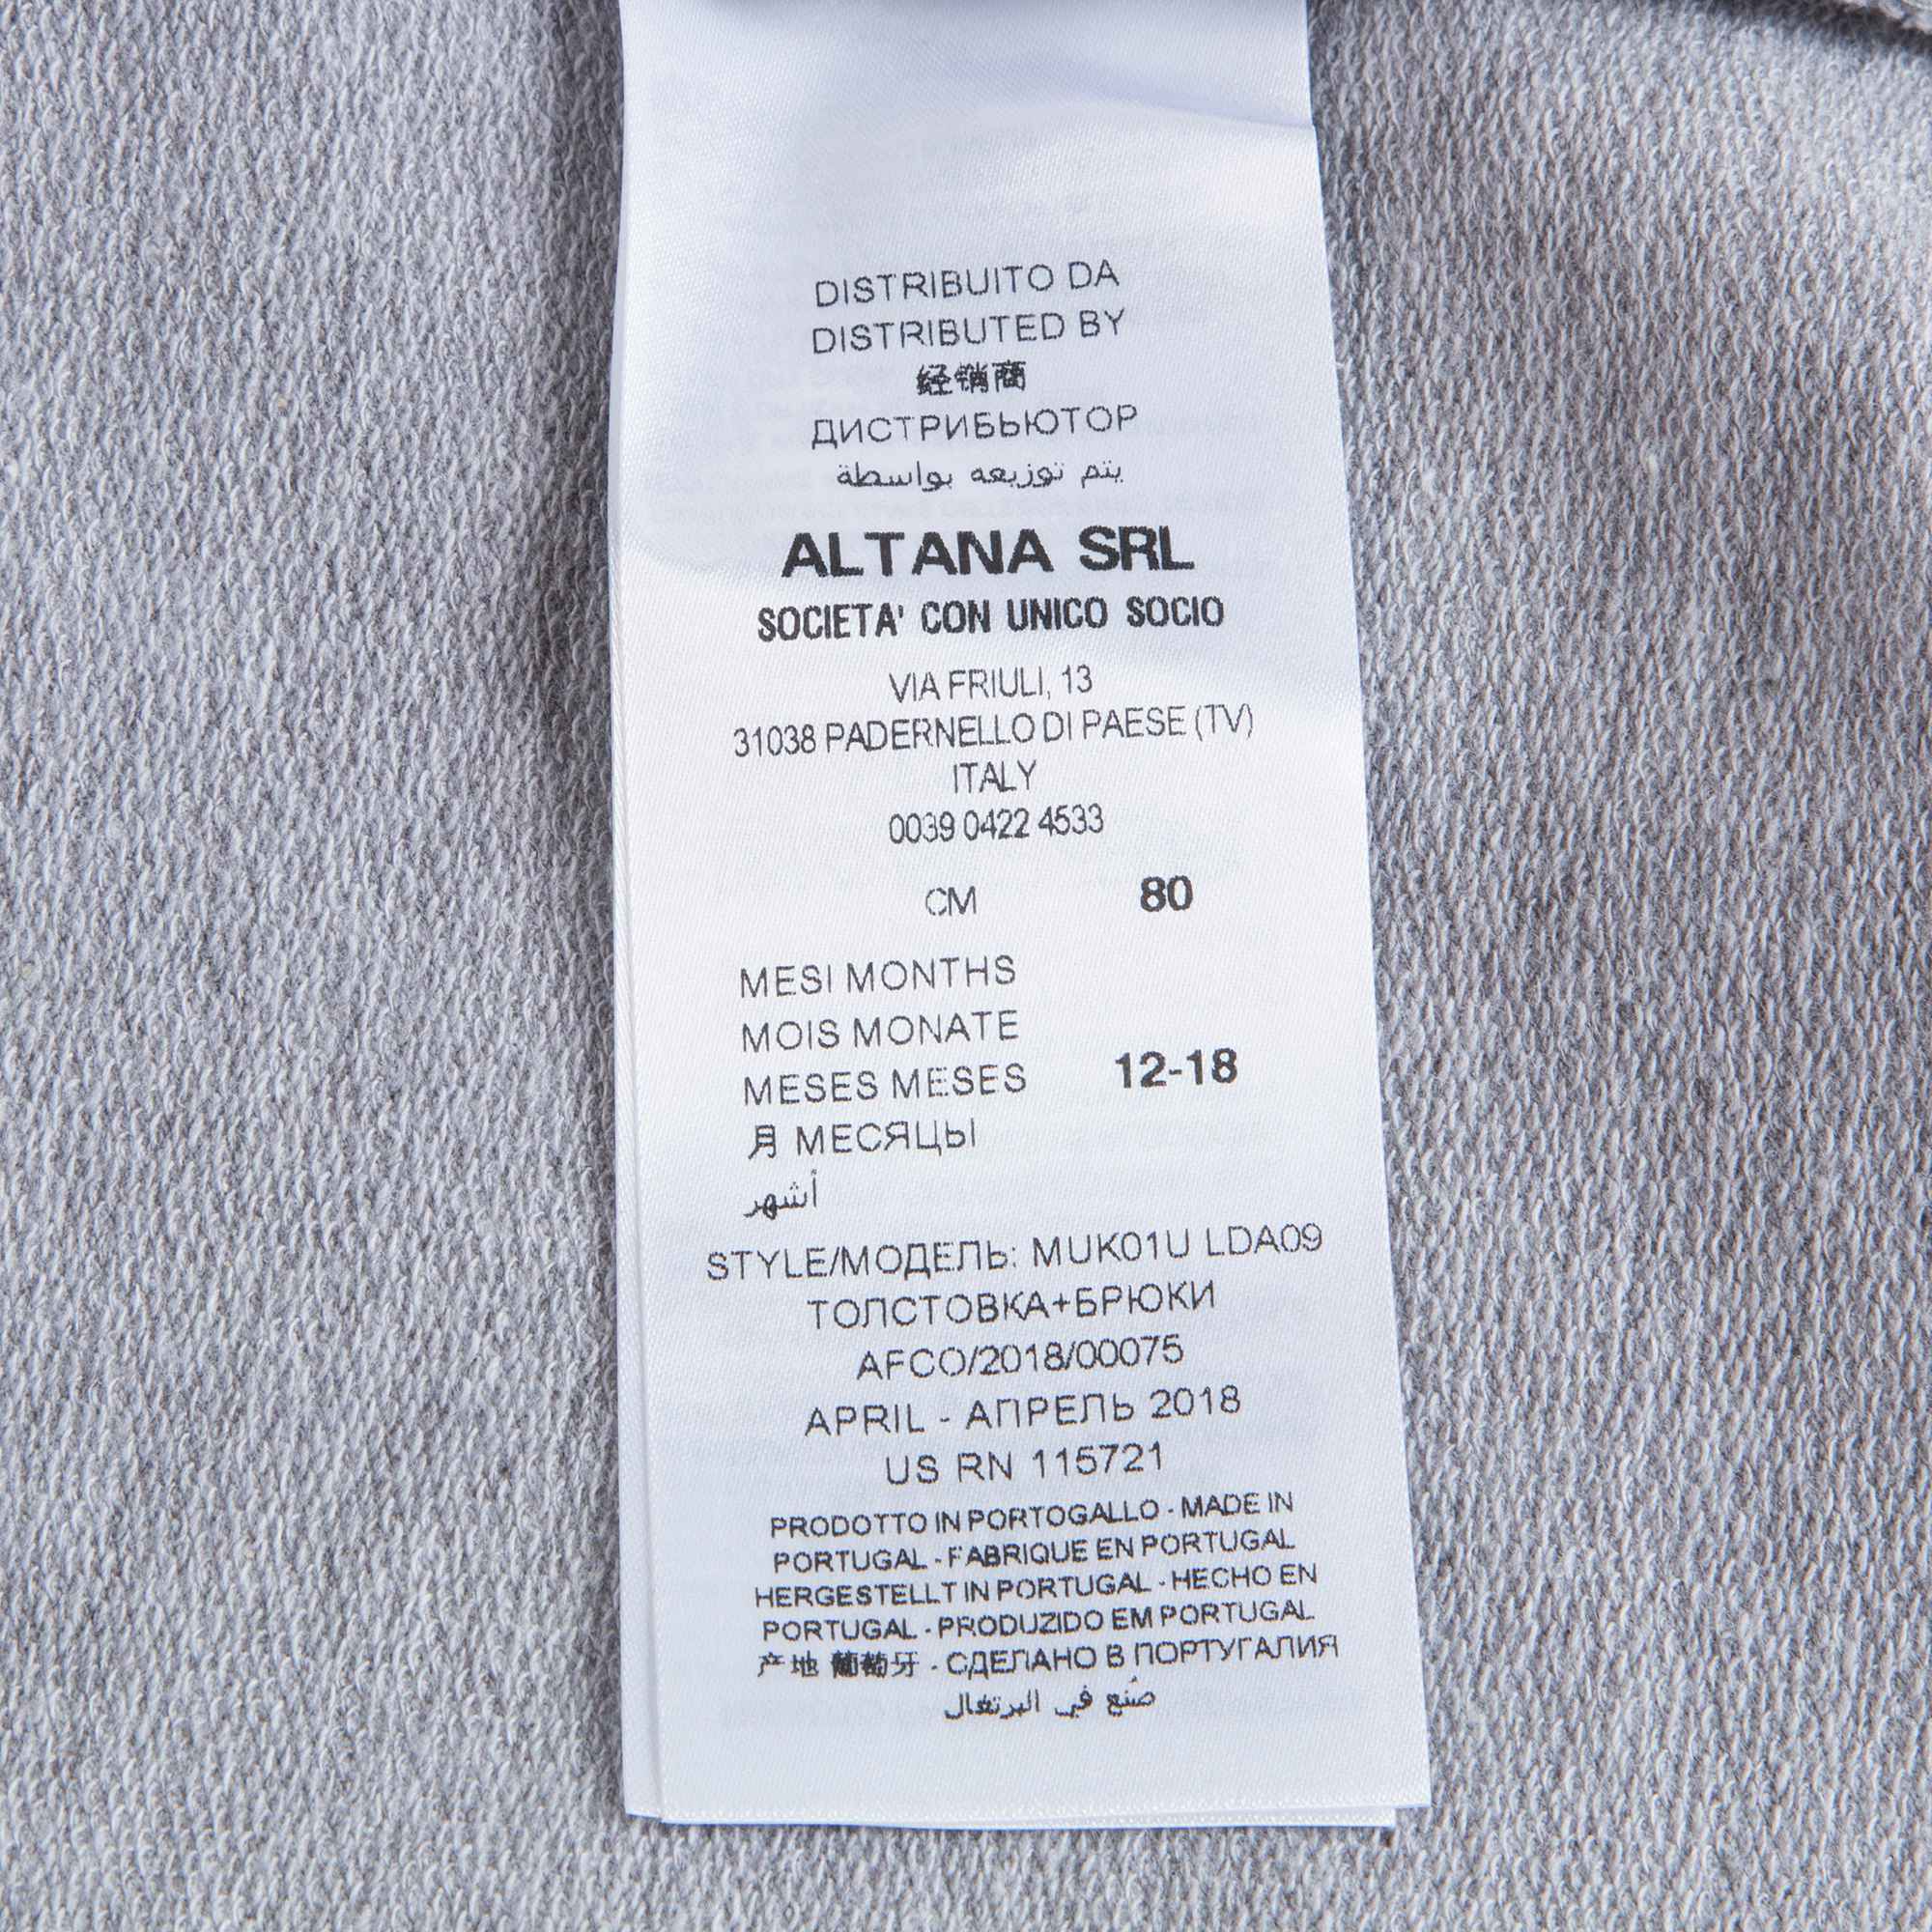 DISTRIBUITO DA
DISTRIBUTED BY
经销商
ДИСТРИБЬЮТОР
يتم توزيعه بواسطة
ALTANA SRL
SOCIETA' CON UNICO SOCIO
VIA FRIULI, 13
31038 PADERNELLO DI PAESE (TV)
ITALY
0039 0422 4533
CM 80
MESI MONTHS
MOIS MONATE
MESES MESES 12-18
月 МЕСЯЦЫ
أشهر
STYLE/МОДЕЛЬ: MUK01U LDA09
ТОЛСТОВКА+БРЮКИ
AFCO/2018/00075
APRIL - АПРЕЛЬ 2018
US RN 115721
PRODOTTO IN PORTOGALLO - MADE IN
PORTUGAL - FABRIQUE EN PORTUGAL
HERGESTELLT IN PORTUGAL - HECHO EN
PORTUGAL - PRODUZIDO EM PORTUGAL
产地 葡萄牙 - СДЕЛАНО В ПОРТУГАЛИЯ
صُنع في البرتغال